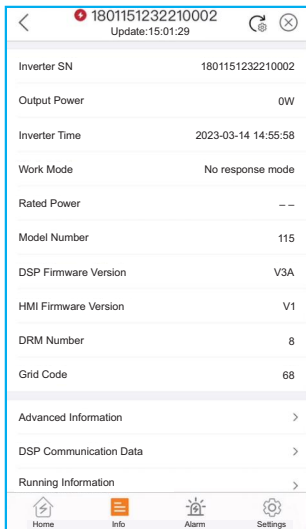 1801151232210002
Update:15:01:29
Inverter SN 1801151232210002
Output Power 0W
Inverter Time 2023-03-14 14:55:58
Work Mode No response mode
Rated Power – –
Model Number 115
DSP Firmware Version V3A
HMI Firmware Version V1
DRM Number 8
Grid Code 68
Advanced Information
DSP Communication Data
Running Information
Home Info Alarm Settings